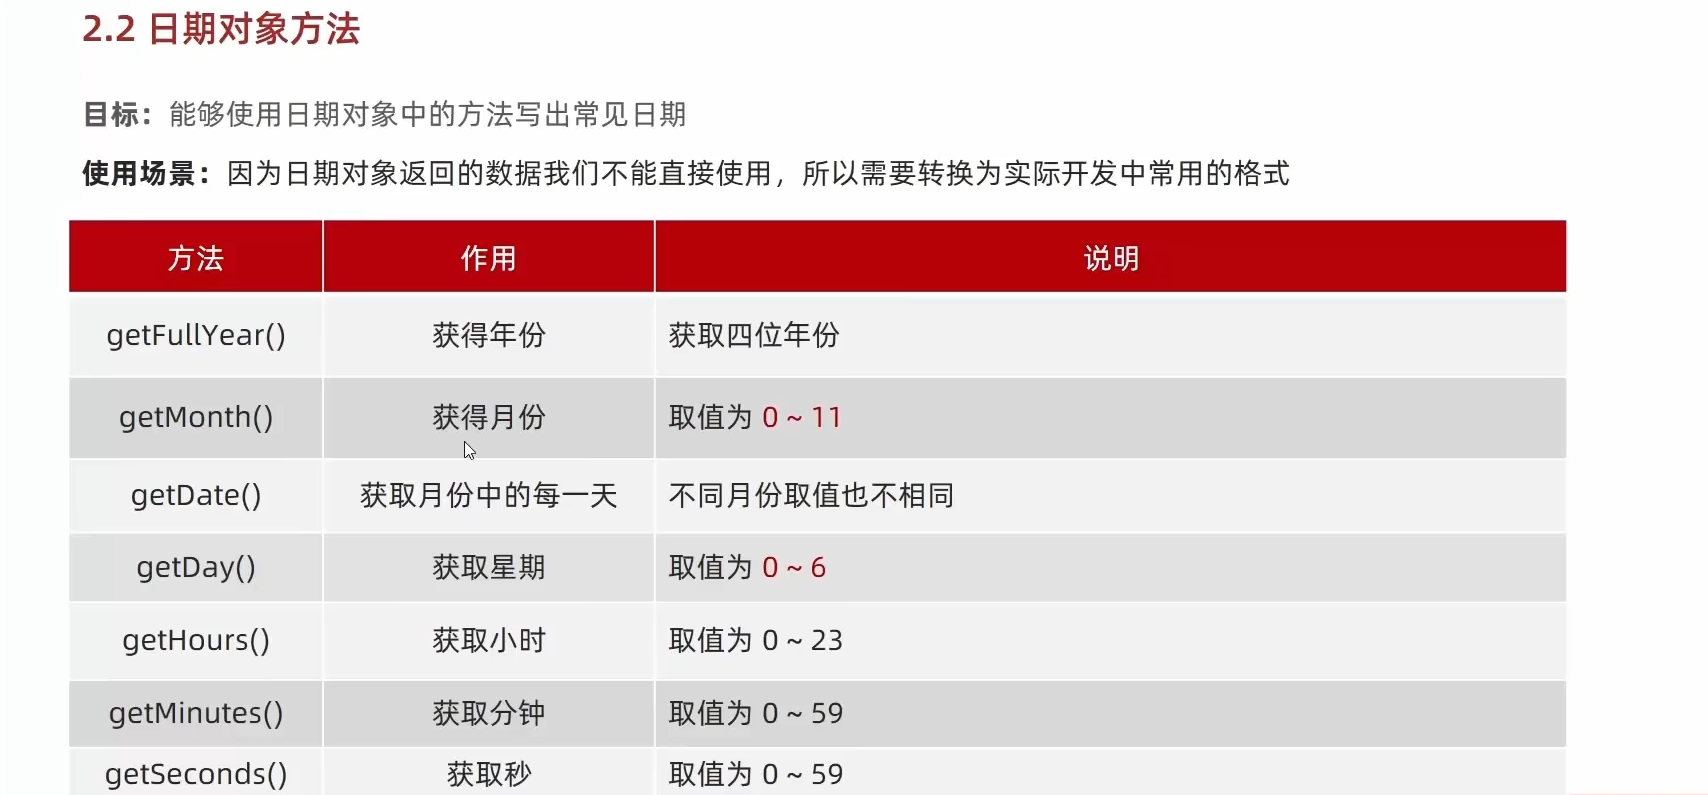 2.2 日期对象方法
目标：能够使用日期对象中的方法写出常见日期
使用场景：因为日期对象返回的数据我们不能直接使用，所以需要转换为实际开发中常用的格式
方法 作用 说明
getFullYear() 获得年份 获取四位年份
getMonth() 获得月份 取值为 0 ~ 11
getDate() 获取月份中的每一天 不同月份取值也不相同
getDay() 获取星期 取值为 0 ~ 6
getHours() 获取小时 取值为 0 ~ 23
getMinutes() 获取分钟 取值为 0 ~ 59
getSeconds() 获取秒 取值为 0 ~ 59